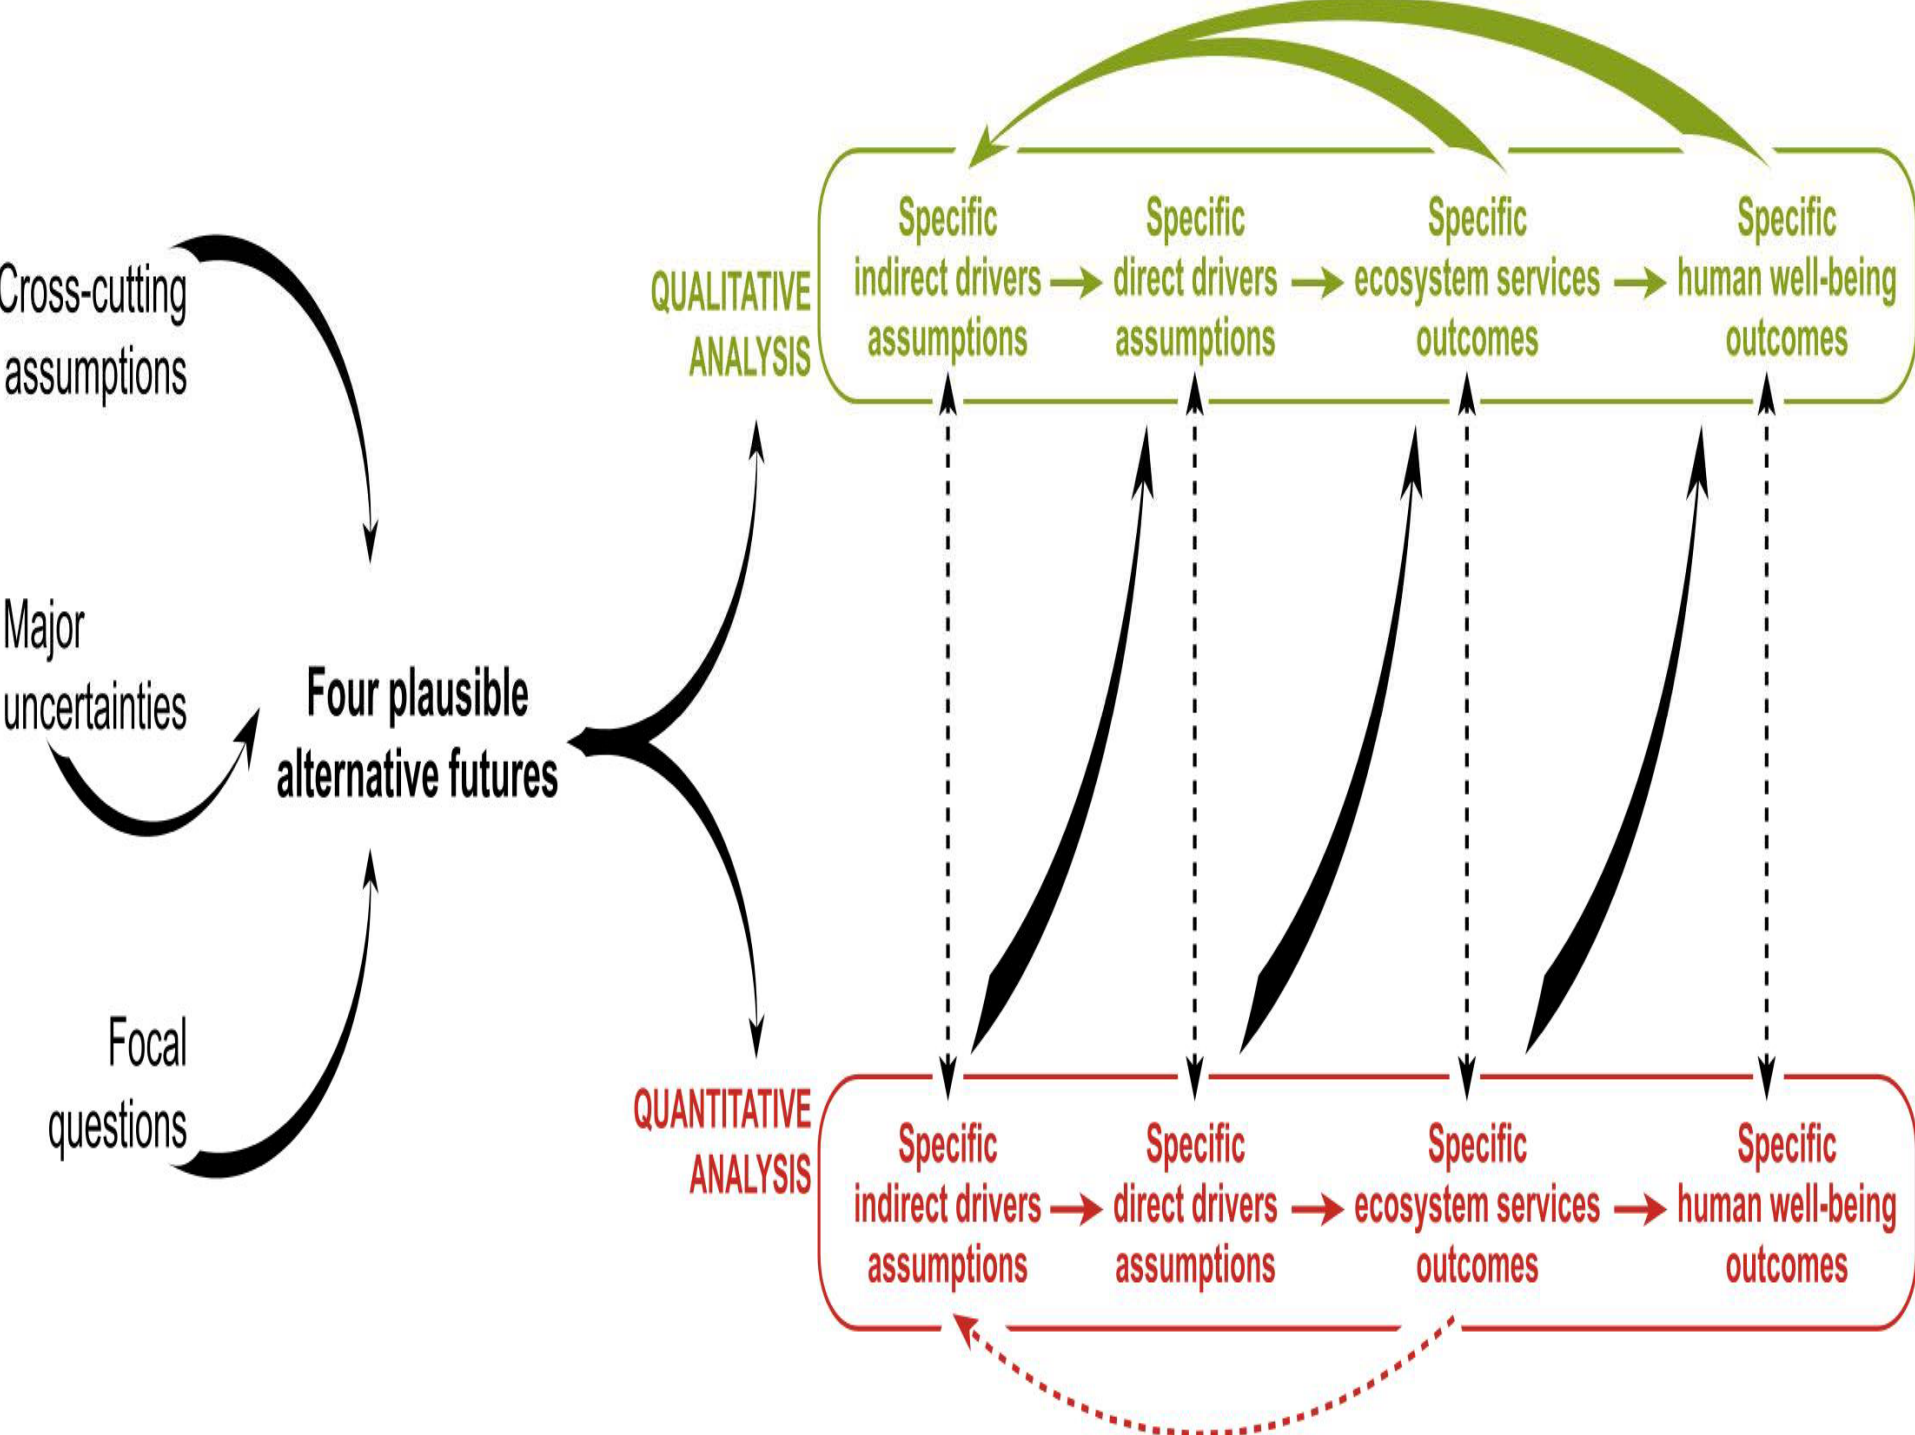 Cross-cutting
assumptions
Major
uncertainties
Focal
questions
Four plausible
alternative futures
QUALITATIVE
ANALYSIS
Specific
indirect drivers
assumptions
Specific
direct drivers
assumptions
Specific
ecosystem services
outcomes
Specific
human well-being
outcomes
QUANTITATIVE
ANALYSIS
Specific
indirect drivers
assumptions
Specific
direct drivers
assumptions
Specific
ecosystem services
outcomes
Specific
human well-being
outcomes